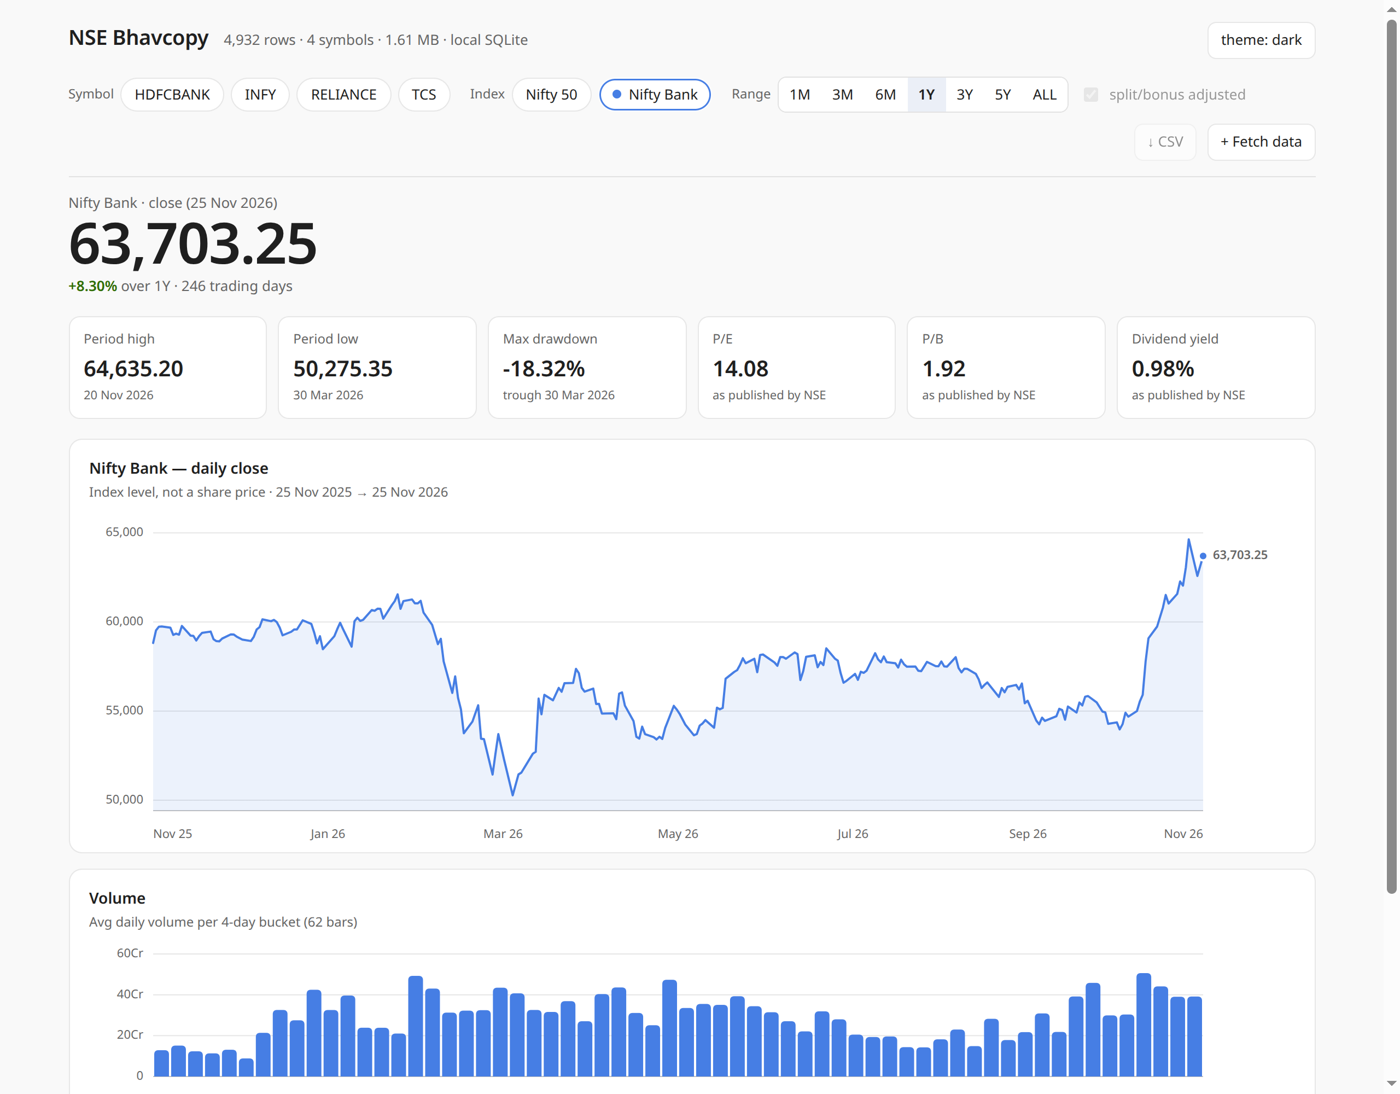 NSE Bhavcopy 4,932 rows · 4 symbols · 1.61 MB · local SQLite
theme: dark
Symbol HDFCBANK INFY RELIANCE TCS Index Nifty 50 Nifty Bank Range 1M 3M 6M 1Y 3Y 5Y ALL split/bonus adjusted
↓ CSV + Fetch data
Nifty Bank · close (25 Nov 2026)
63,703.25
+8.30% over 1Y · 246 trading days
Period high
64,635.20
20 Nov 2026
Period low
50,275.35
30 Mar 2026
Max drawdown
-18.32%
trough 30 Mar 2026
P/E
14.08
as published by NSE
P/B
1.92
as published by NSE
Dividend yield
0.98%
as published by NSE
Nifty Bank — daily close
Index level, not a share price · 25 Nov 2025 → 25 Nov 2026
65,000
63,703.25
60,000
55,000
50,000
Nov 25 Jan 26 Mar 26 May 26 Jul 26 Sep 26 Nov 26
Volume
Avg daily volume per 4-day bucket (62 bars)
60Cr
40Cr
20Cr
0